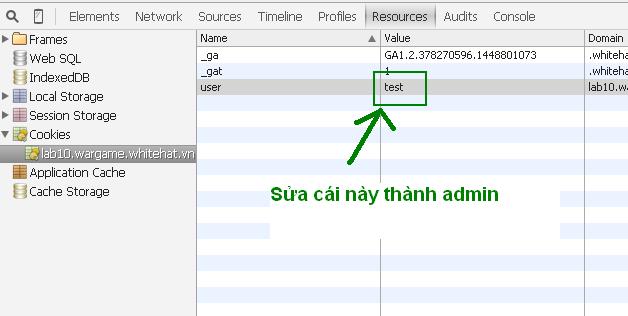 Elements Network Sources Timeline Profiles Resources Audits Console
Frames
Web SQL
IndexedDB
Local Storage
Session Storage
Cookies
lab10.wargame.whitehat.vn
Application Cache
Cache Storage
Name Value Domain
_ga GA1.2.378270596.1448801073 .whiteha
_gat 1 .whiteha
user test lab10.wa
Sửa cái này thành admin